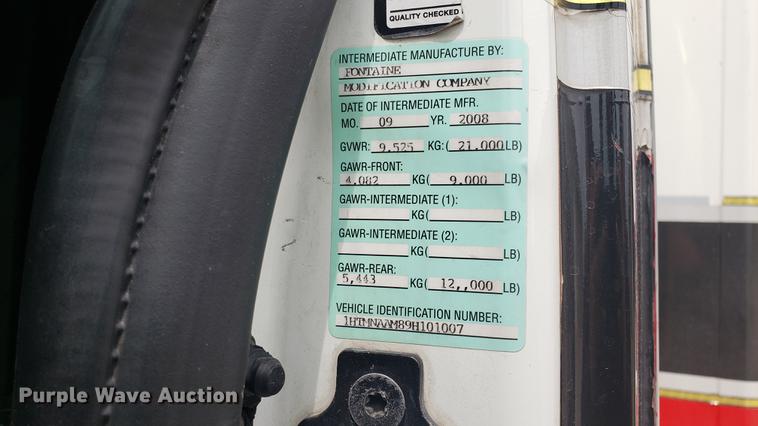 QUALITY CHECKED
INTERMEDIATE MANUFACTURE BY:
FONTAINE
MODIFICATION COMPANY
DATE OF INTERMEDIATE MFR.
MO. 09 YR. 2008
GVWR: 9,525 KG: ( 21,000 LB)
GAWR-FRONT:
4,082 KG ( 9,000 LB)
GAWR-INTERMEDIATE (1):
KG ( LB)
GAWR-INTERMEDIATE (2):
KG ( LB)
GAWR-REAR:
5,443 KG ( 12,,000 LB)
VEHICLE IDENTIFICATION NUMBER:
1HTMNAAM89H101007
Purple Wave Auction